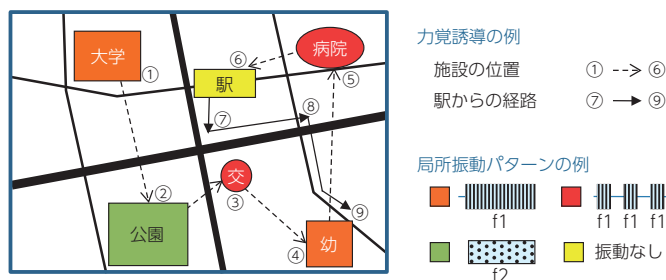 大学
①
⑥
病院
駅
⑤
⑦
⑧
②
交
③
公園
④
幼
⑨
力覚誘導の例
施設の位置 ① ⑥
駅からの経路 ⑦ ⑨
局所振動パターンの例
f1 f1 f1 f1
振動なし
f2